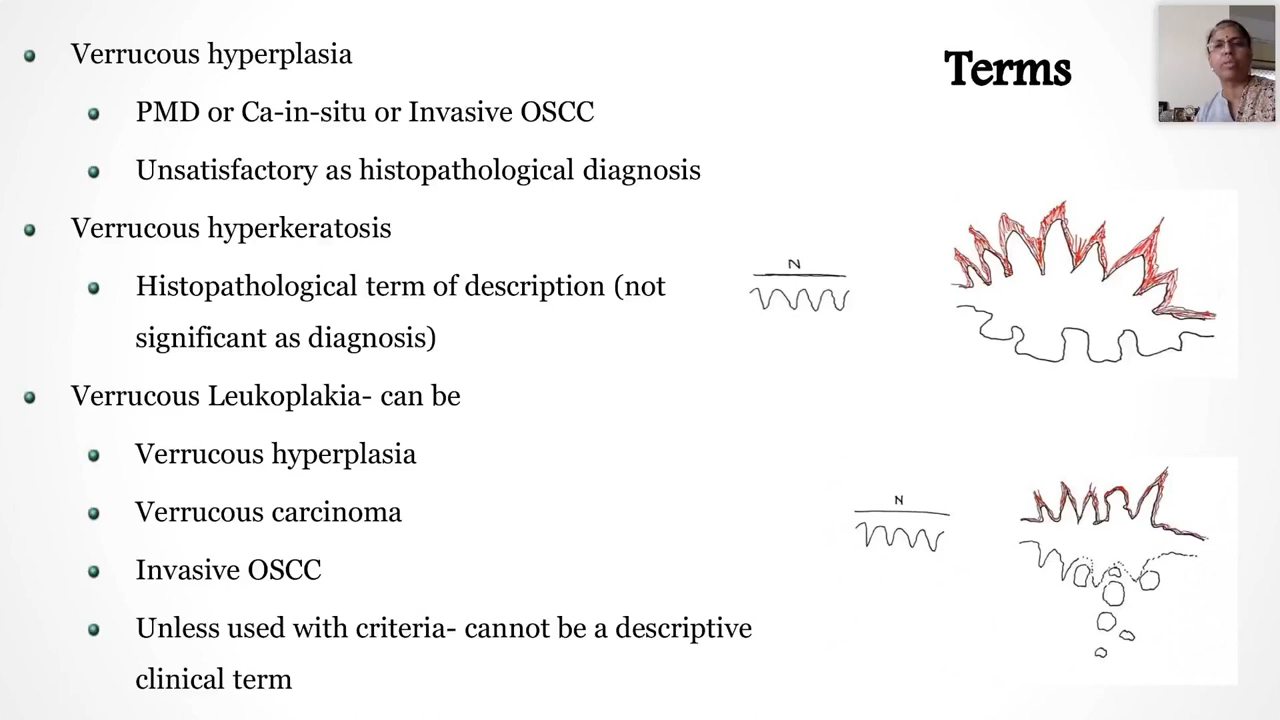 Terms
Verrucous hyperplasia
PMD or Ca-in-situ or Invasive OSCC
Unsatisfactory as histopathological diagnosis
Verrucous hyperkeratosis
Histopathological term of description (not
significant as diagnosis)
Verrucous Leukoplakia- can be
Verrucous hyperplasia
Verrucous carcinoma
Invasive OSCC
Unless used with criteria- cannot be a descriptive
clinical term
N
N